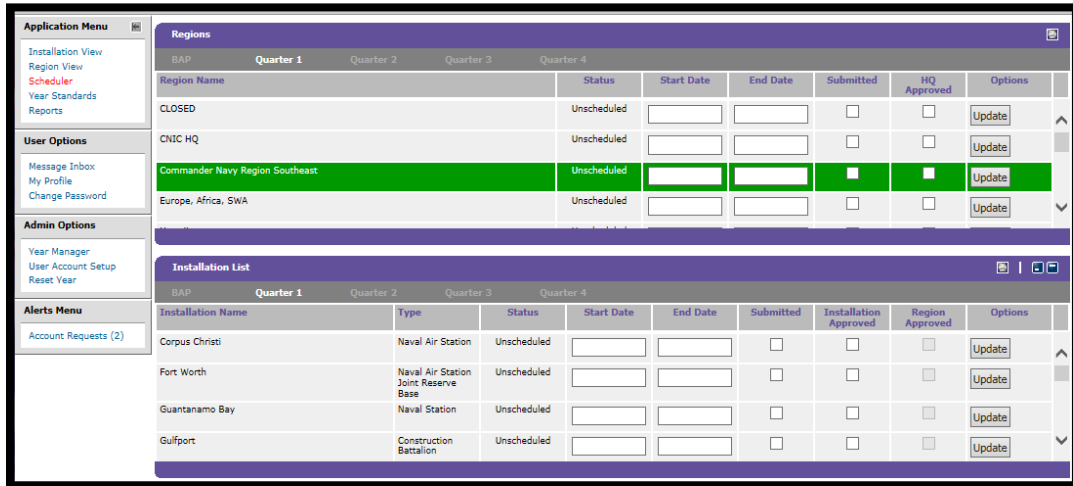 Application Menu
Installation View
Region View
Scheduler
Year Standards
Reports
User Options
Message Inbox
My Profile
Change Password
Admin Options
Year Manager
User Account Setup
Reset Year
Alerts Menu
Account Requests (2)
Regions
BAP Quarter 1 Quarter 2 Quarter 3 Quarter 4
Region Name Status Start Date End Date Submitted HQ Approved Options
CLOSED Unscheduled Update
CNIC HQ Unscheduled Update
Commander Navy Region Southeast Unscheduled Update
Europe, Africa, SWA Unscheduled Update
Installation List
BAP Quarter 1 Quarter 2 Quarter 3 Quarter 4
Installation Name Type Status Start Date End Date Submitted Installation Approved Region Approved Options
Corpus Christi Naval Air Station Unscheduled Update
Fort Worth Naval Air Station Joint Reserve Base Unscheduled Update
Guantanamo Bay Naval Station Unscheduled Update
Gulfport Construction Battalion Unscheduled Update